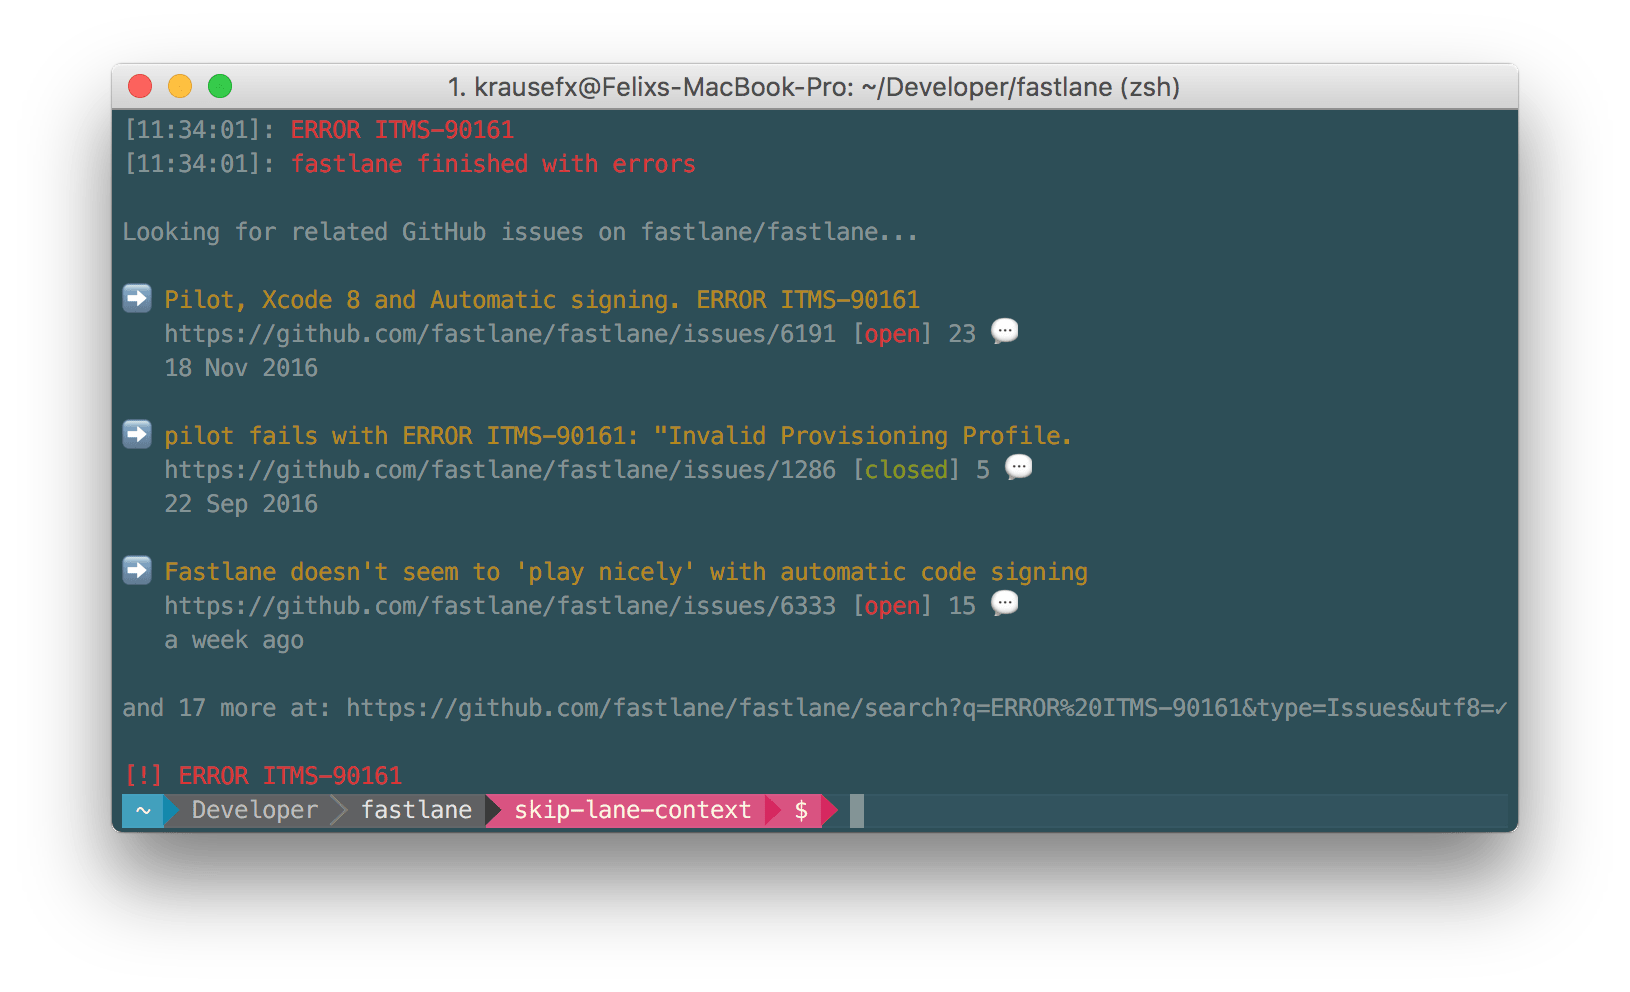 1. krausefx@Felixs-MacBook-Pro: ~/Developer/fastlane (zsh)
[11:34:01]: ERROR ITMS-90161
[11:34:01]: fastlane finished with errors
Looking for related GitHub issues on fastlane/fastlane...
➡️ Pilot, Xcode 8 and Automatic signing. ERROR ITMS-90161
https://github.com/fastlane/fastlane/issues/6191 [open] 23 💬
18 Nov 2016
➡️ pilot fails with ERROR ITMS-90161: "Invalid Provisioning Profile.
https://github.com/fastlane/fastlane/issues/1286 [closed] 5 💬
22 Sep 2016
➡️ Fastlane doesn't seem to 'play nicely' with automatic code signing
https://github.com/fastlane/fastlane/issues/6333 [open] 15 💬
a week ago
and 17 more at: https://github.com/fastlane/fastlane/search?q=ERROR%20ITMS-90161&type=Issues&utf8=✓
[!] ERROR ITMS-90161
~ Developer fastlane skip-lane-context $